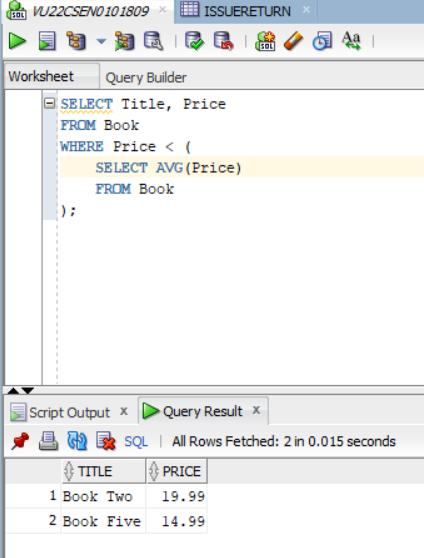 VU22CSEN0101809 × ISSUERETURN ×
Aa
Worksheet Query Builder
SELECT Title, Price
FROM Book
WHERE Price < (
SELECT AVG(Price)
FROM Book
);
Script Output x Query Result x
SQL | All Rows Fetched: 2 in 0.015 seconds
TITLE PRICE
1 Book Two 19.99
2 Book Five 14.99